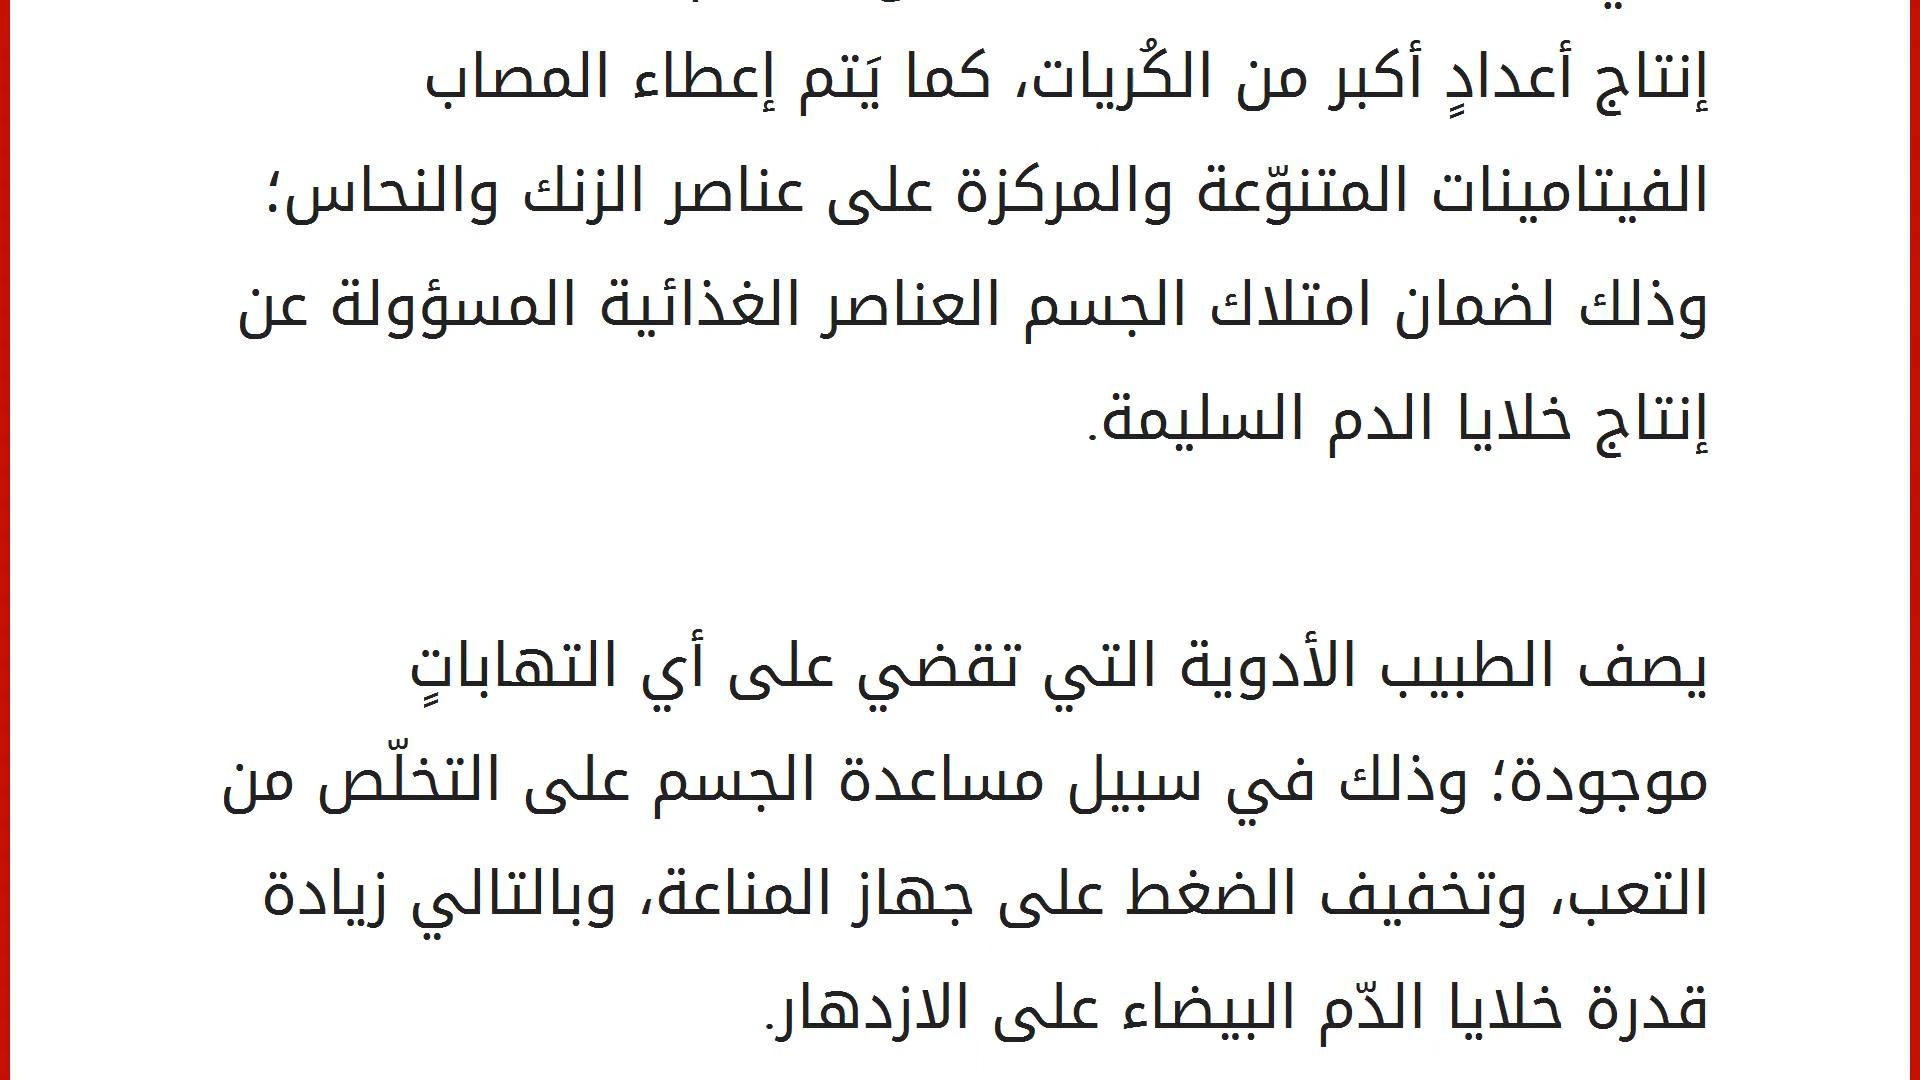 إنتاج أعدادٍ أكبر من الكُريات، كما يَتم إعطاء المصاب
الفيتامينات المتنوّعة والمركزة على عناصر الزنك والنحاس؛
وذلك لضمان امتلاك الجسم العناصر الغذائية المسؤولة عن
إنتاج خلايا الدم السليمة.
يصف الطبيب الأدوية التي تقضي على أي التهاباتٍ
موجودة؛ وذلك في سبيل مساعدة الجسم على التخلّص من
التعب، وتخفيف الضغط على جهاز المناعة، وبالتالي زيادة
قدرة خلايا الدّم البيضاء على الازدهار.